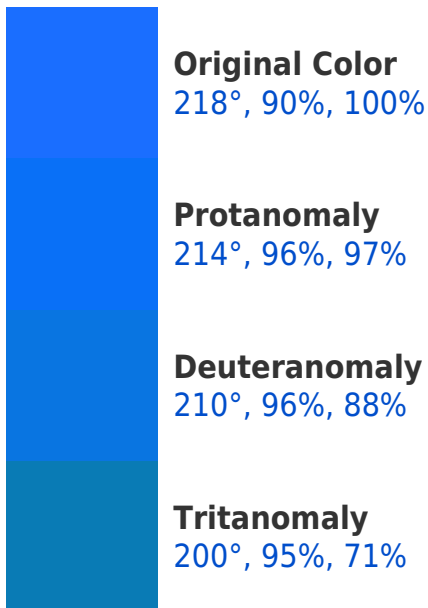 Original Color
218°, 90%, 100%
Protanomaly
214°, 96%, 97%
Deuteranomaly
210°, 96%, 88%
Tritanomaly
200°, 95%, 71%